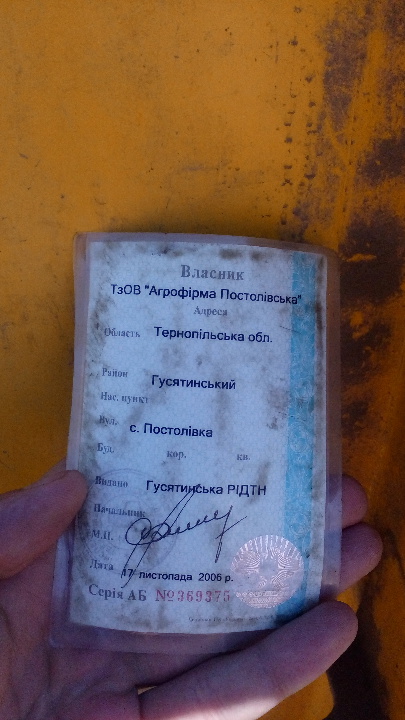 Власник
ТзОВ "Агрофірма Постолівська"
Адреса
Область Тернопільська обл.
Район Гусятинський
Нас. пункт
Вул. с. Постолівка
Буд. кор. кв.
Видано Гусятинська РІДТН
Начальник
М.П.
Дата 17 листопада 2006 р.
Серія АБ №369375